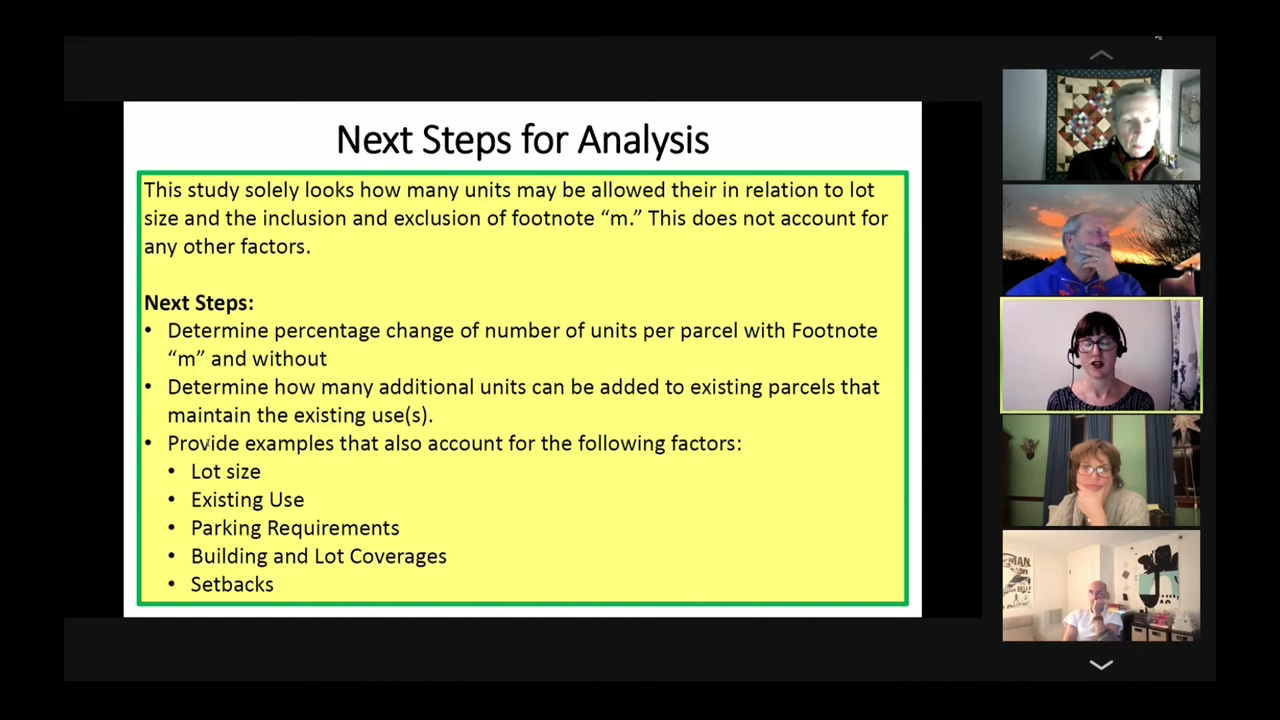 Next Steps for Analysis
This study solely looks how many units may be allowed their in relation to lot
size and the inclusion and exclusion of footnote “m.” This does not account for
any other factors.
Next Steps:
• Determine percentage change of number of units per parcel with Footnote
“m” and without
• Determine how many additional units can be added to existing parcels that
maintain the existing use(s).
• Provide examples that also account for the following factors:
• Lot size
• Existing Use
• Parking Requirements
• Building and Lot Coverages
• Setbacks